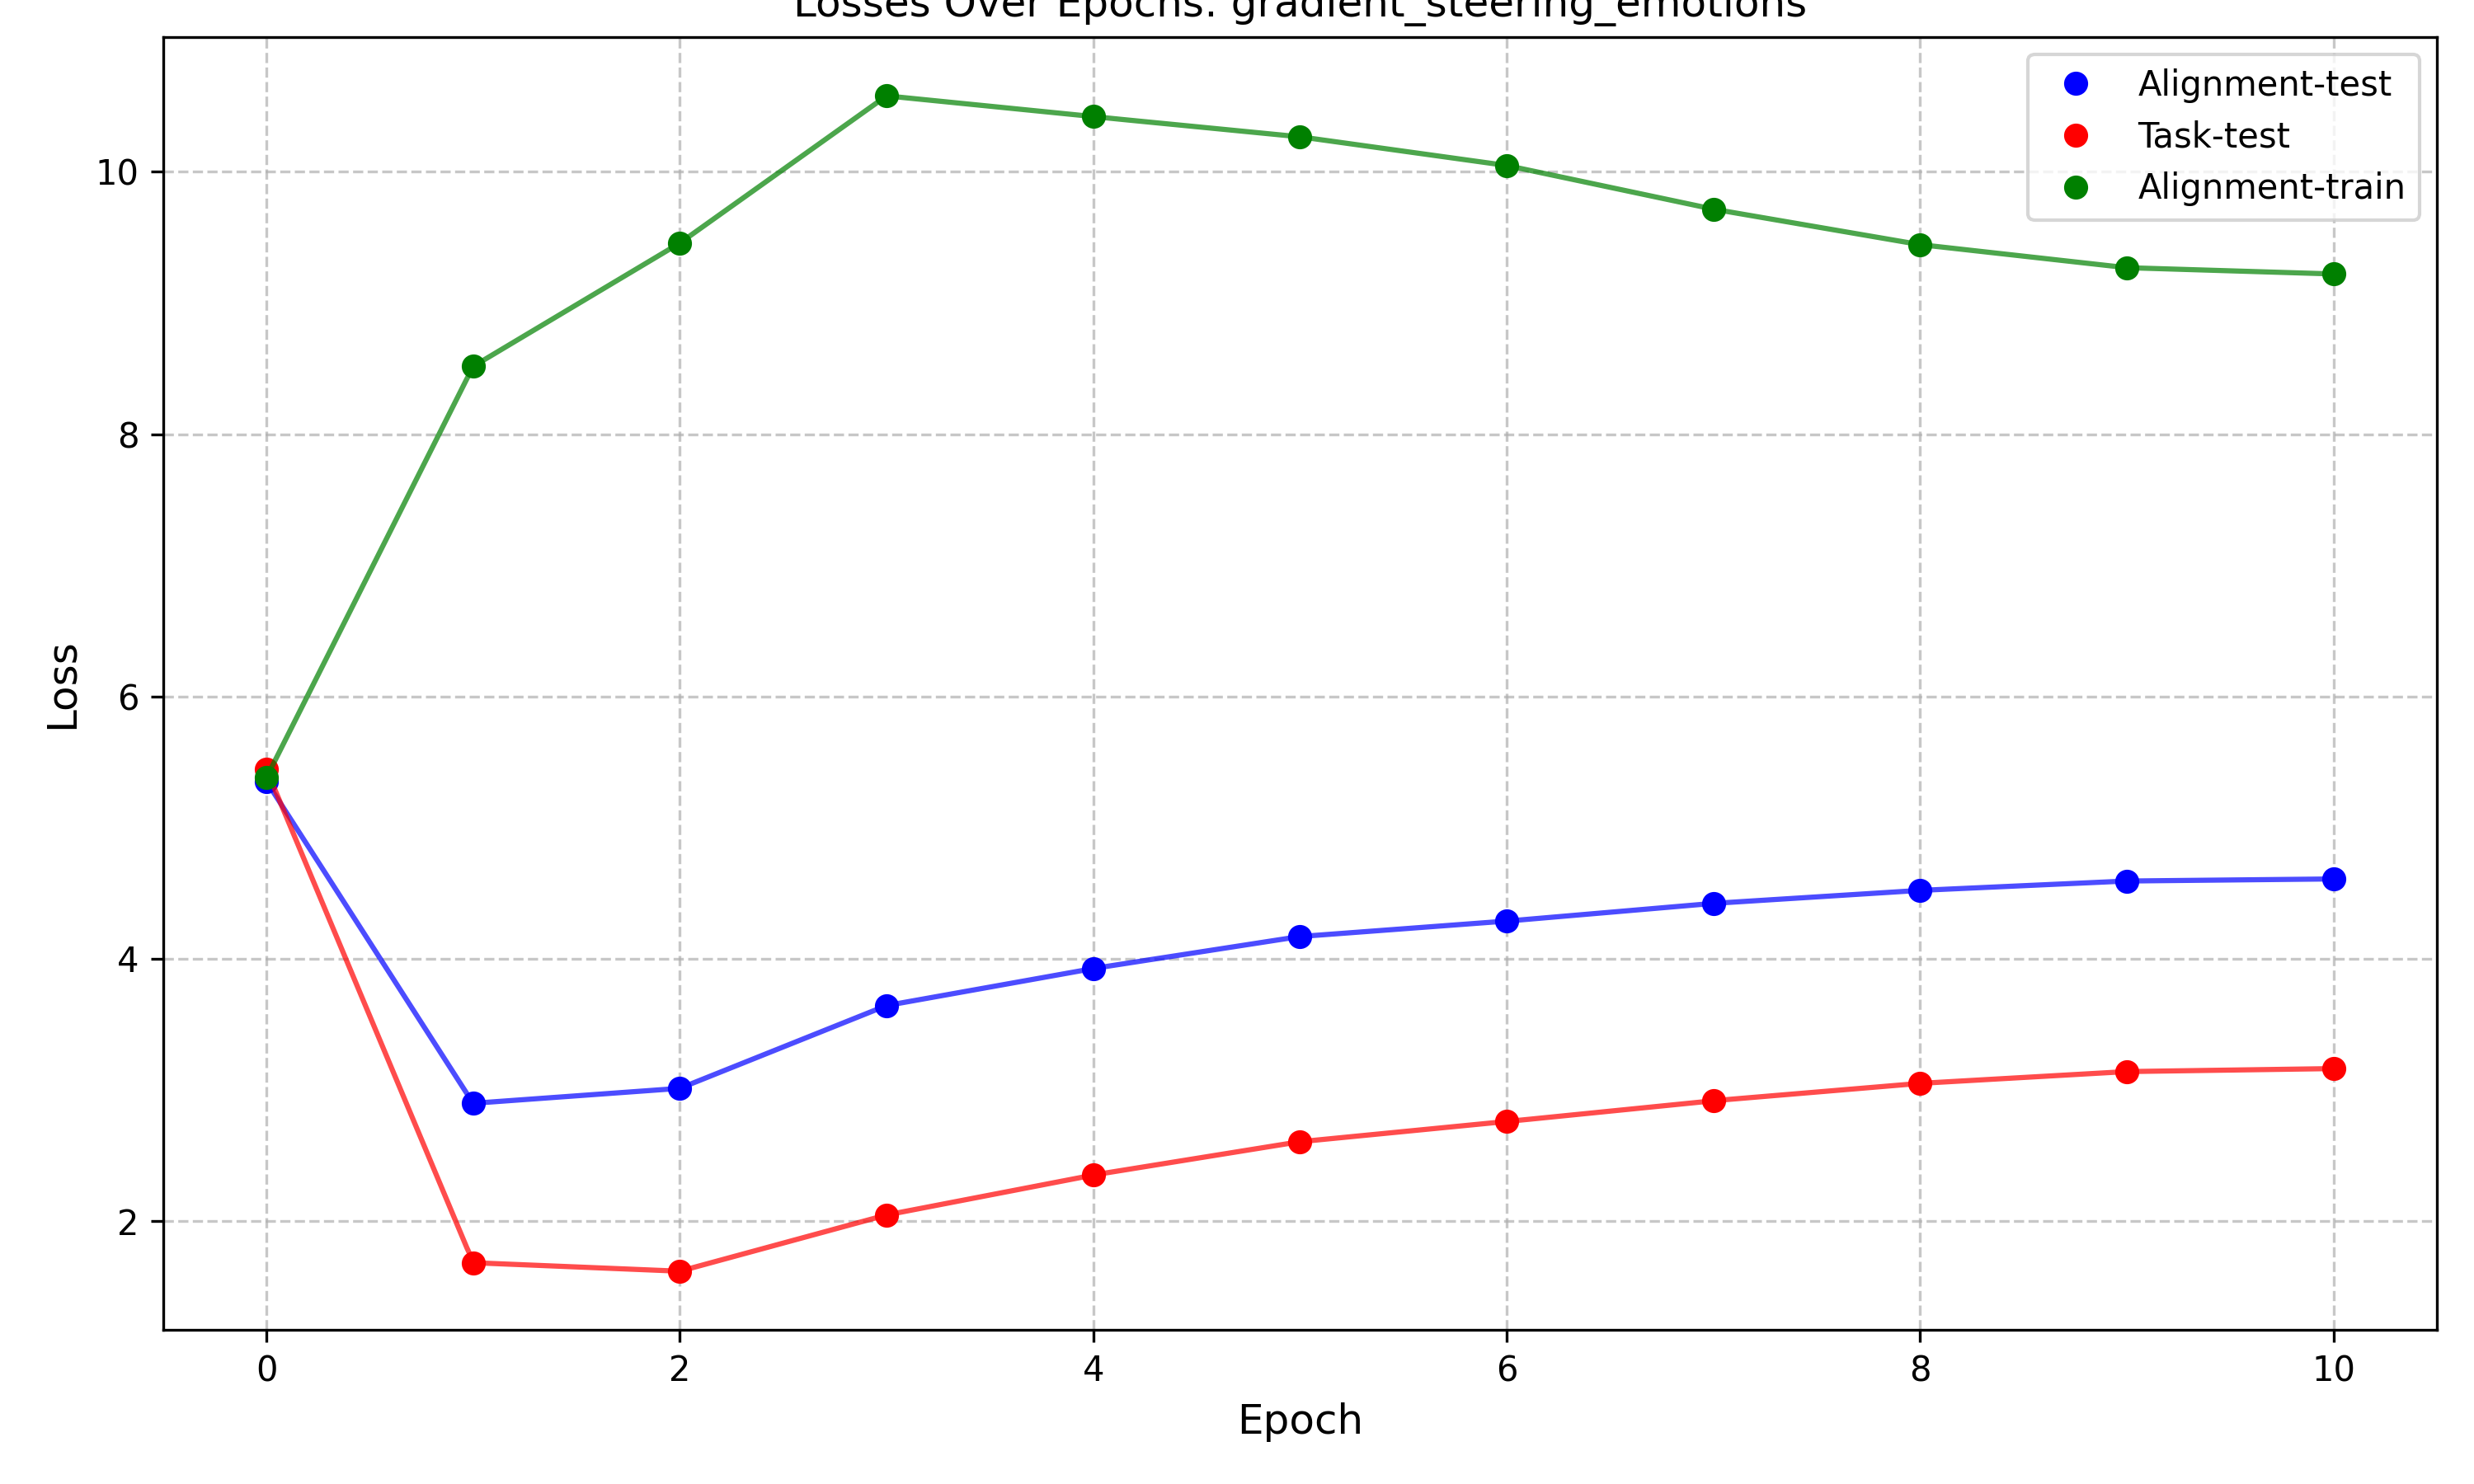 Losses Over Epochs: gradient_steering_emotions
Alignment-test
Task-test
Alignment-train
10
8
6
4
2
Loss
0 2 4 6 8 10
Epoch